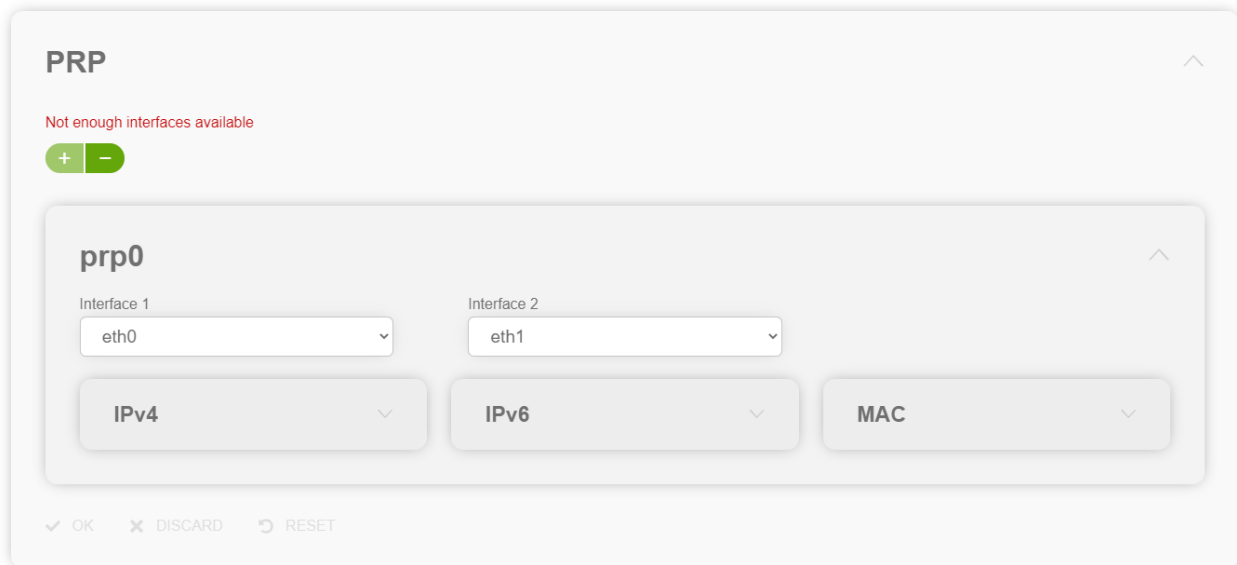 PRP
Not enough interfaces available
+ −
prp0
Interface 1 Interface 2
eth0 eth1
IPv4 IPv6 MAC
OK DISCARD RESET